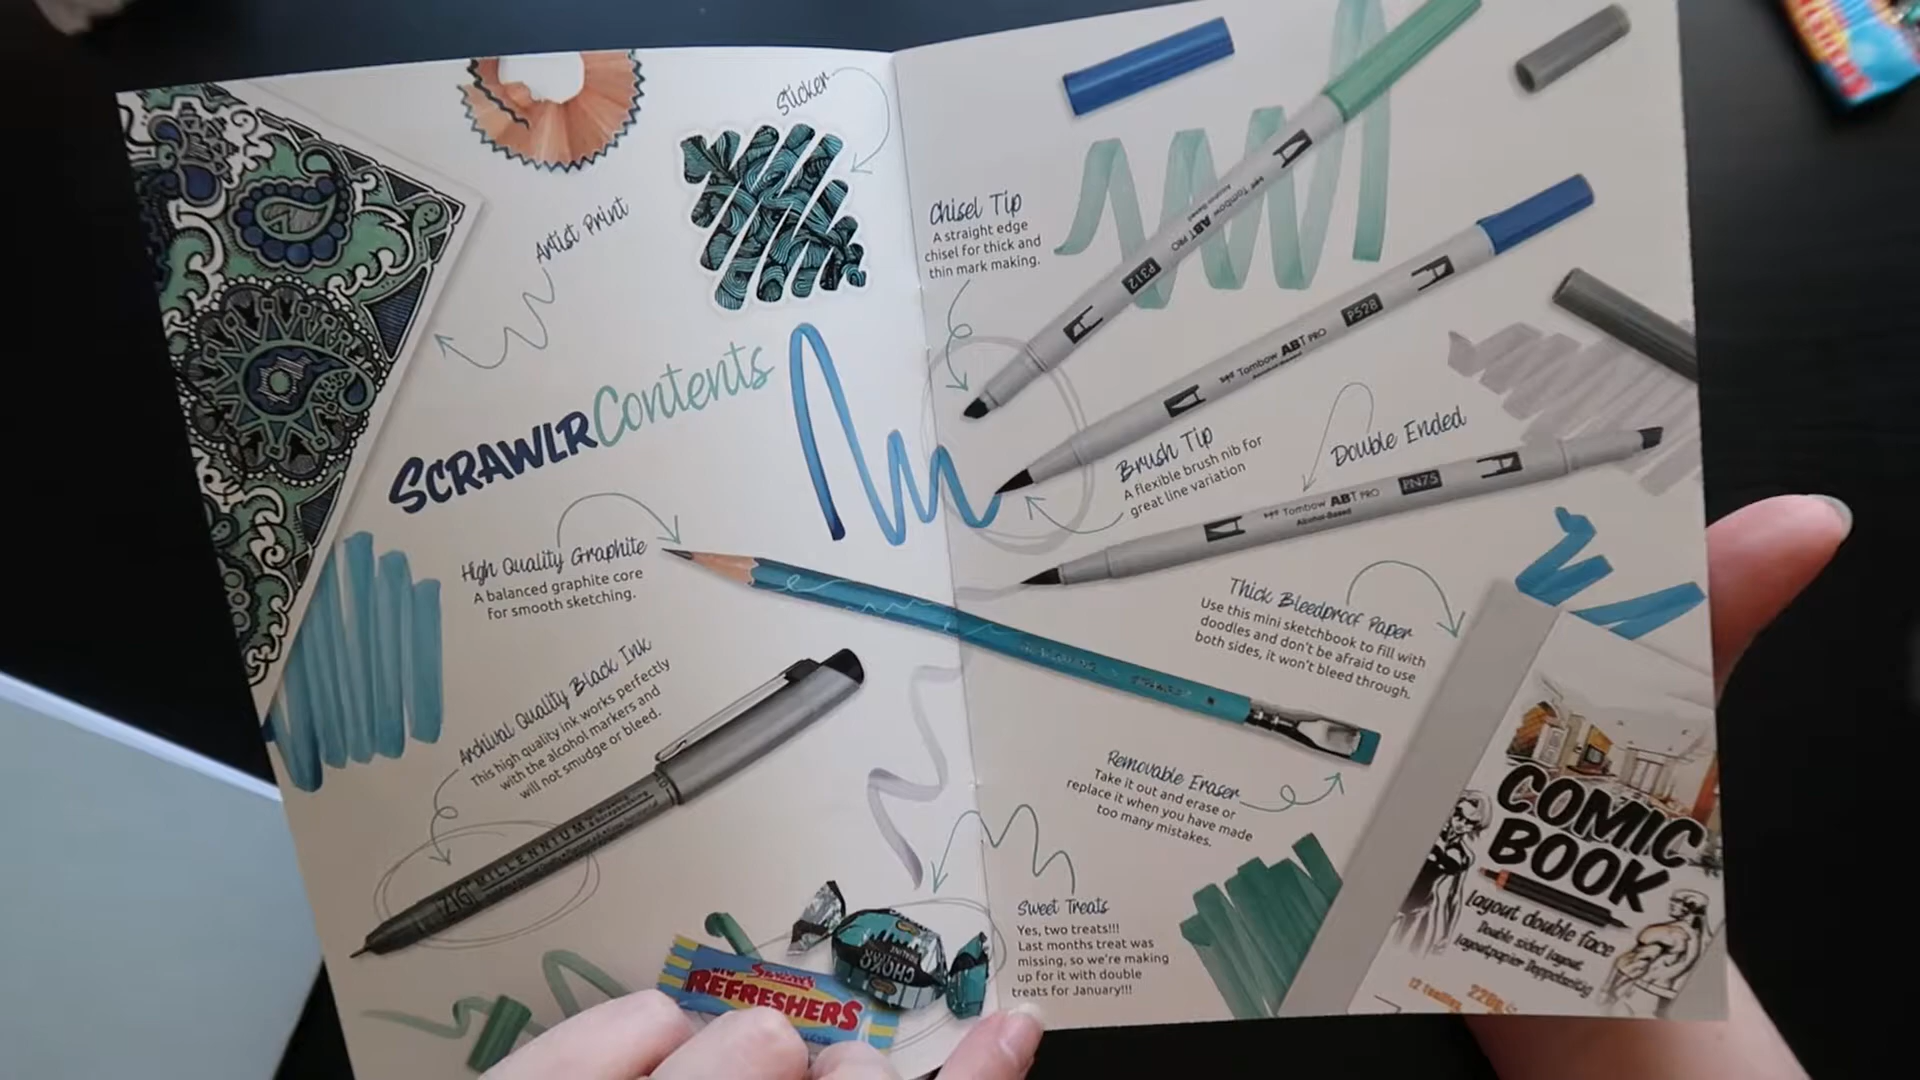 Sticker
Artist Print
SCRAWLRContents
High Quality Graphite
A balanced graphite core
for smooth sketching.
Archival Quality Black Ink
This high quality ink works perfectly
with the alcohol markers and
will not smudge or bleed.
ZIG MILLENNIUM
Swizzels
REFRESHERS
CHOKO
Chisel Tip
A straight edge
chisel for thick and
thin mark making.
Tombow ABT PRO
P312
Tombow ABT PRO
P528
Brush Tip
A flexible brush nib for
great line variation
Double Ended
Tombow ABT PRO
Alcohol-Based
PN75
Thick Bleedproof Paper
Use this mini sketchbook to fill with
doodles and don't be afraid to use
both sides, it won't bleed through.
Removable Eraser
Take it out and erase or
replace it when you have made
too many mistakes.
Sweet Treats
Yes, two treats!!!
Last months treat was
missing, so we're making
up for it with double
treats for January!!!
COMIC
BOOK
Layout double face
Double sided layout
Layoutpapier Doppelseitig